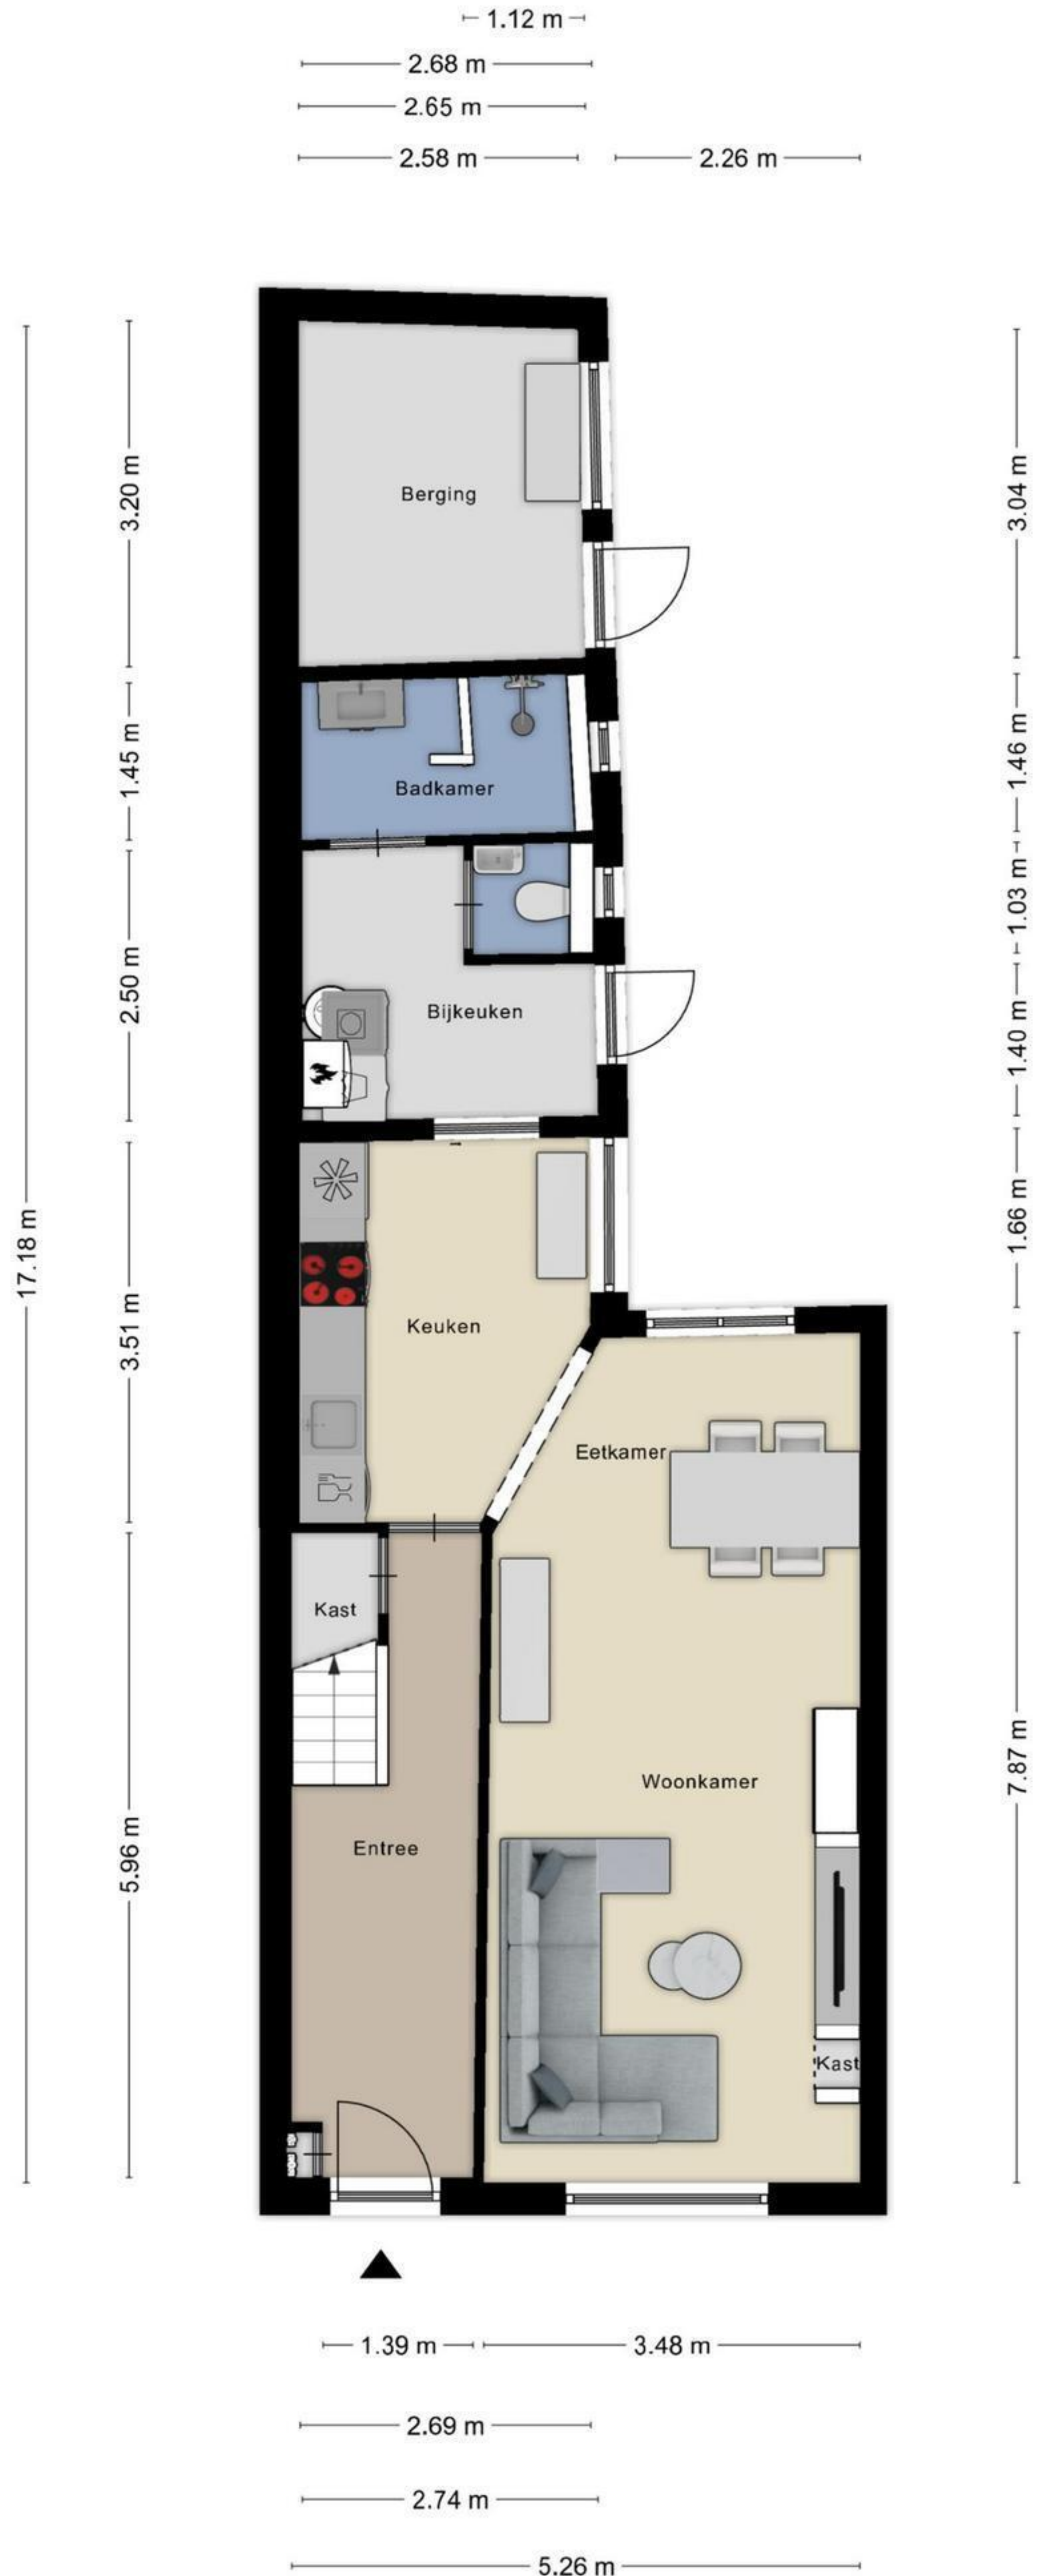 1.12 m
2.68 m
2.65 m
2.58 m
2.26 m
3.20 m
3.04 m
Berging
1.45 m
1.46 m
Badkamer
1.03 m
2.50 m
Bijkeuken
1.40 m
17.18 m
1.66 m
3.51 m
Keuken
Eetkamer
Kast
Woonkamer
7.87 m
5.96 m
Entree
Kast
1.39 m
3.48 m
2.69 m
2.74 m
5.26 m